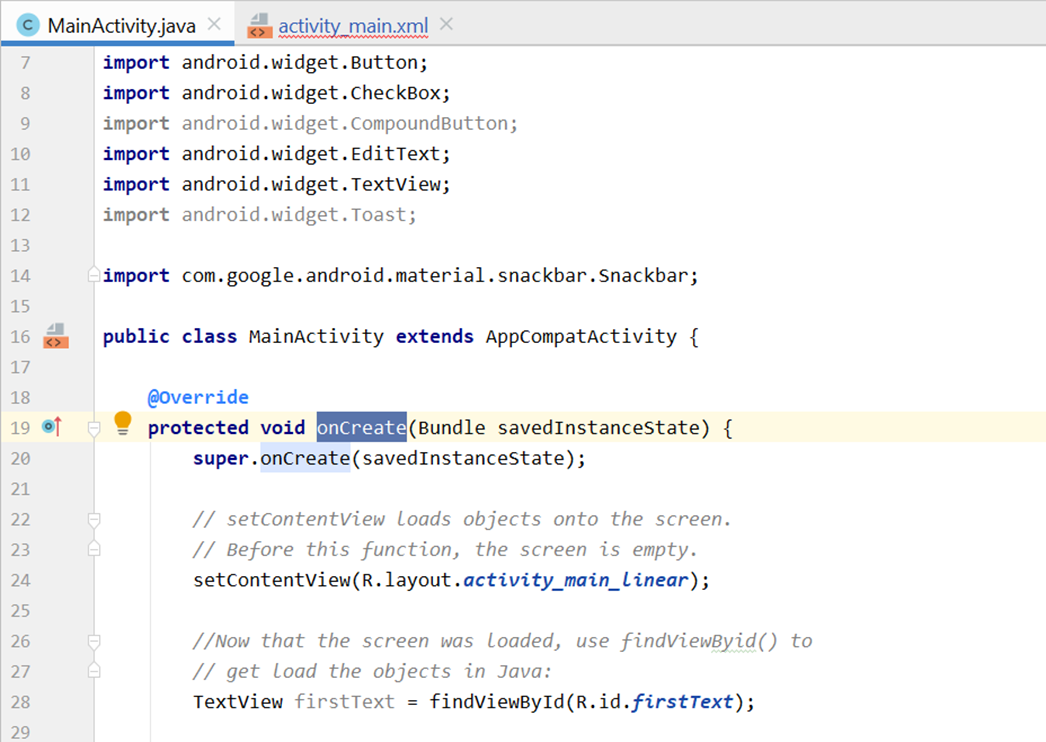 C MainActivity.java activity_main.xml
7 import android.widget.Button;
8 import android.widget.CheckBox;
9 import android.widget.CompoundButton;
10 import android.widget.EditText;
11 import android.widget.TextView;
12 import android.widget.Toast;
13
14 import com.google.android.material.snackbar.Snackbar;
15
16 public class MainActivity extends AppCompatActivity {
17
18 @Override
19 protected void onCreate(Bundle savedInstanceState) {
20 super.onCreate(savedInstanceState);
21
22 // setContentView loads objects onto the screen.
23 // Before this function, the screen is empty.
24 setContentView(R.layout.activity_main_linear);
25
26 //Now that the screen was loaded, use findViewByid() to
27 // get load the objects in Java:
28 TextView firstText = findViewById(R.id.firstText);
29